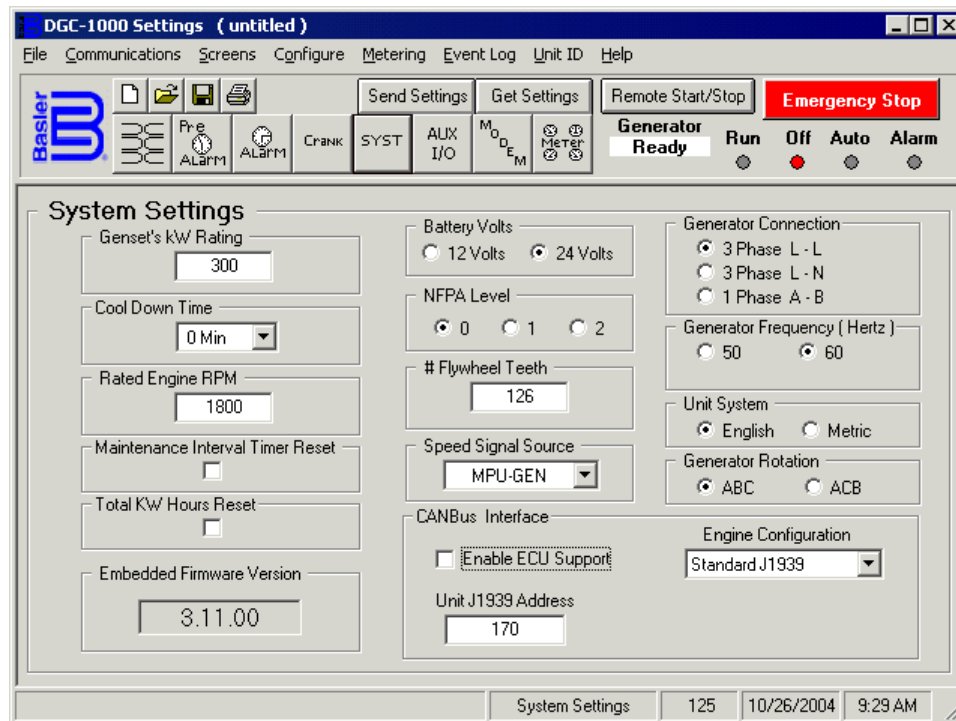 DGC-1000 Settings ( untitled )
File Communications Screens Configure Metering Event Log Unit ID Help
Basler
Send Settings Get Settings Remote Start/Stop Emergency Stop
Pre ALarm
ALarm
Crank
SYST
AUX I/O
MoDEM
METER
Generator Ready
Run Off Auto Alarm
System Settings
Genset's kW Rating
300
Cool Down Time
0 Min
Rated Engine RPM
1800
Maintenance Interval Timer Reset
Total KW Hours Reset
Embedded Firmware Version
3.11.00
Battery Volts
12 Volts 24 Volts
NFPA Level
0 1 2
# Flywheel Teeth
126
Speed Signal Source
MPU-GEN
Generator Connection
3 Phase L - L
3 Phase L - N
1 Phase A - B
Generator Frequency ( Hertz )
50 60
Unit System
English Metric
Generator Rotation
ABC ACB
CANBus Interface
Enable ECU Support
Unit J1939 Address
170
Engine Configuration
Standard J1939
System Settings 125 10/26/2004 9:29 AM